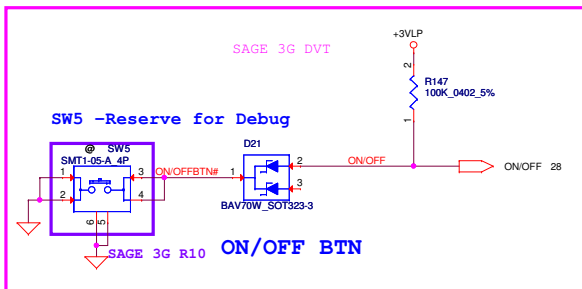 +3VLP
SAGE 3G DVT
2
R147
100K_0402_5%
1
SW5 -Reserve for Debug
@ SW5
SMT1-05-A_4P
D21
1 3 ON/OFFBTN# 1 2 ON/OFF ON/OFF 28
2 4 3
BAV70W_SOT323-3
6 5
SAGE 3G R10
ON/OFF BTN